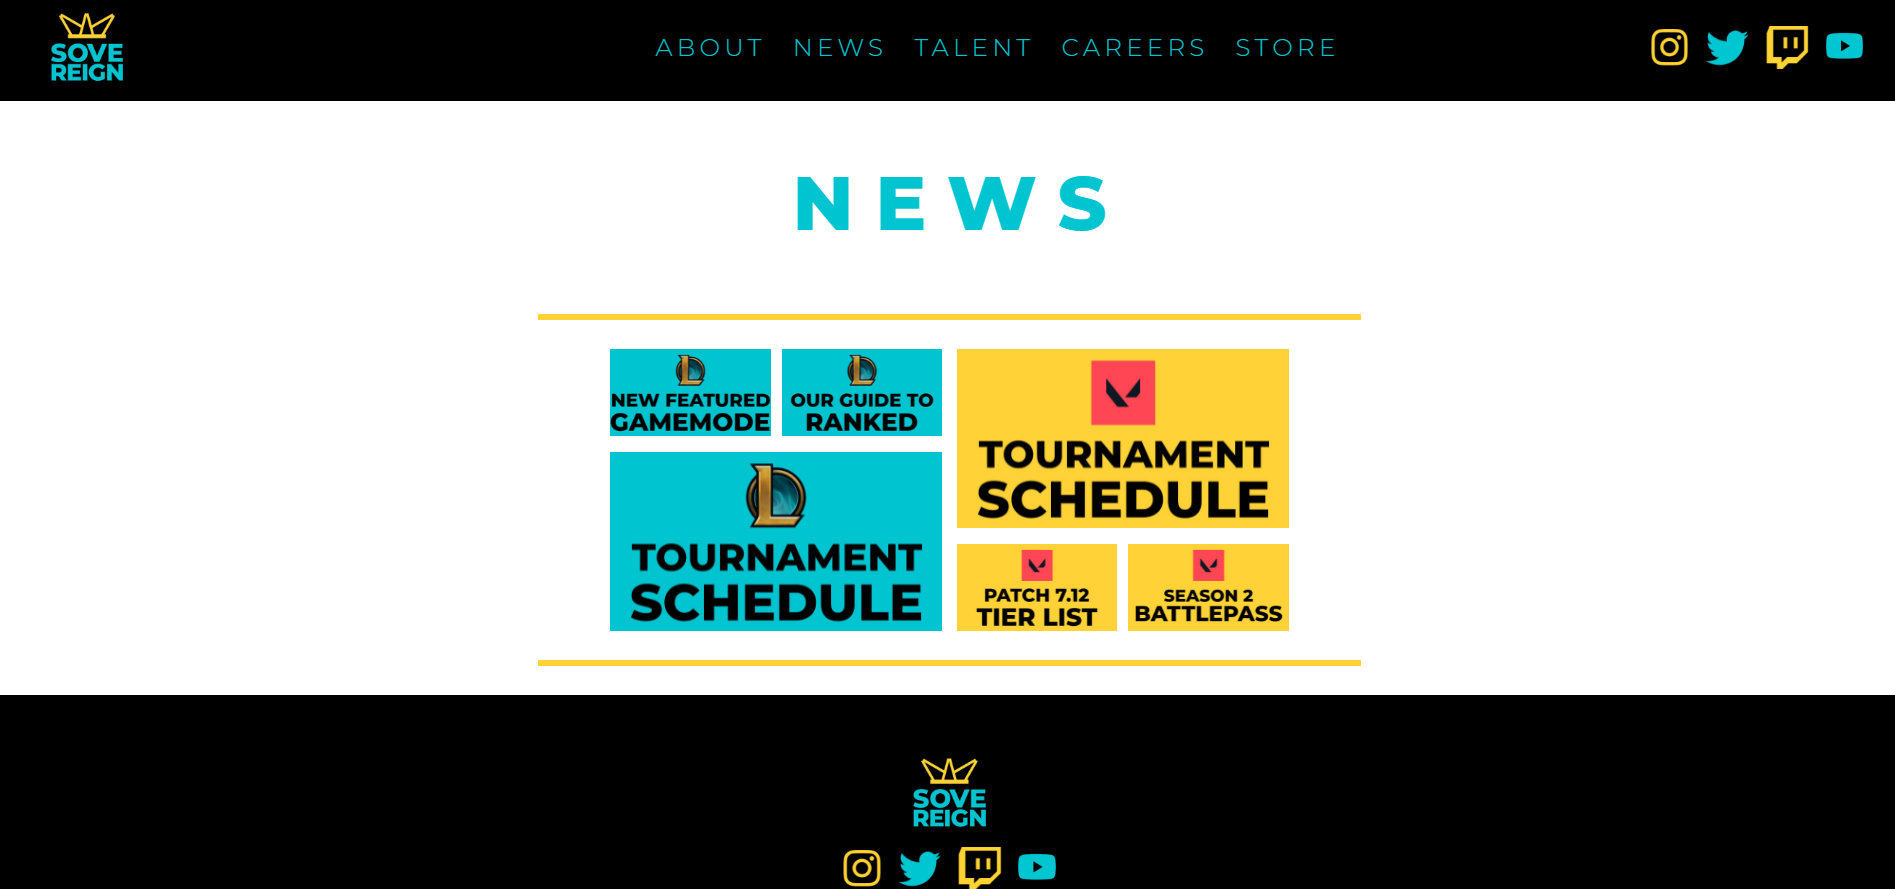 SOVE
REIGN
ABOUT NEWS TALENT CAREERS STORE
NEWS
NEW FEATURED
GAMEMODE
OUR GUIDE TO
RANKED
TOURNAMENT
SCHEDULE
TOURNAMENT
SCHEDULE
PATCH 7.12
TIER LIST
SEASON 2
BATTLEPASS
SOVE
REIGN